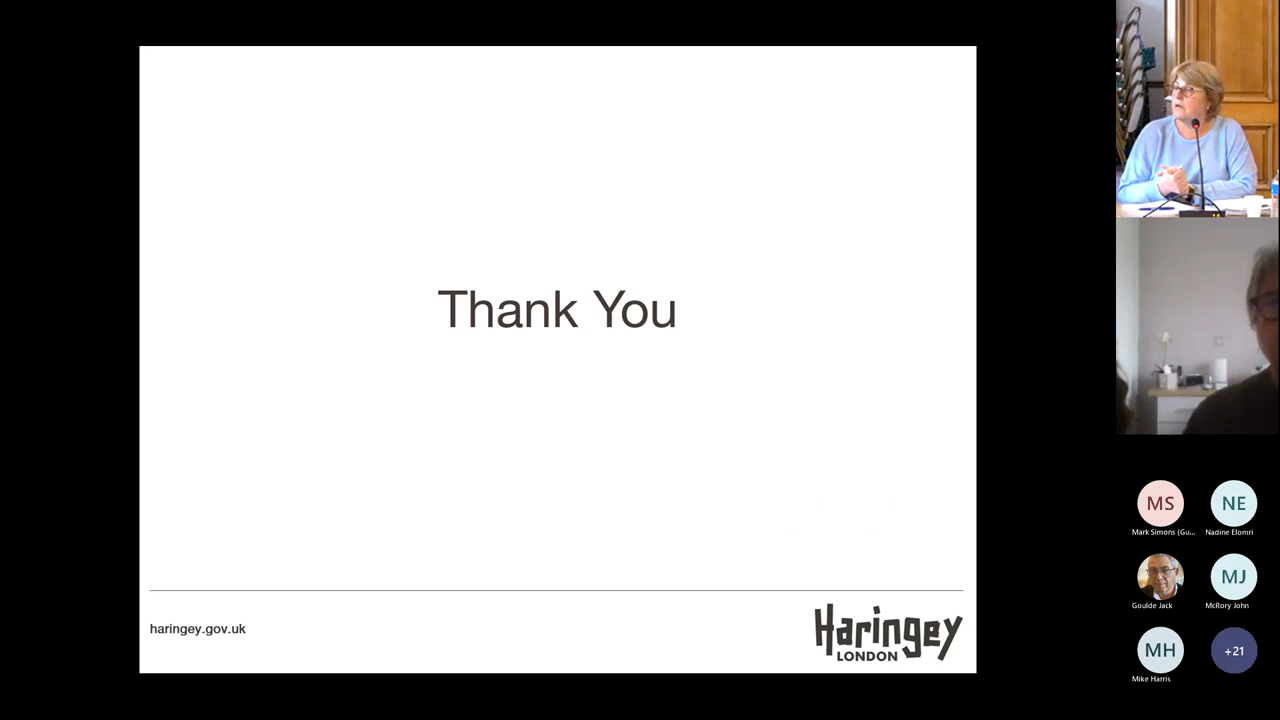 Thank You
haringey.gov.uk
Haringey
LONDON
MS
NE
Mark Simons (Gu...
Nadine Elomri
MJ
Goulde Jack
McRory John
MH
+21
Mike Harris